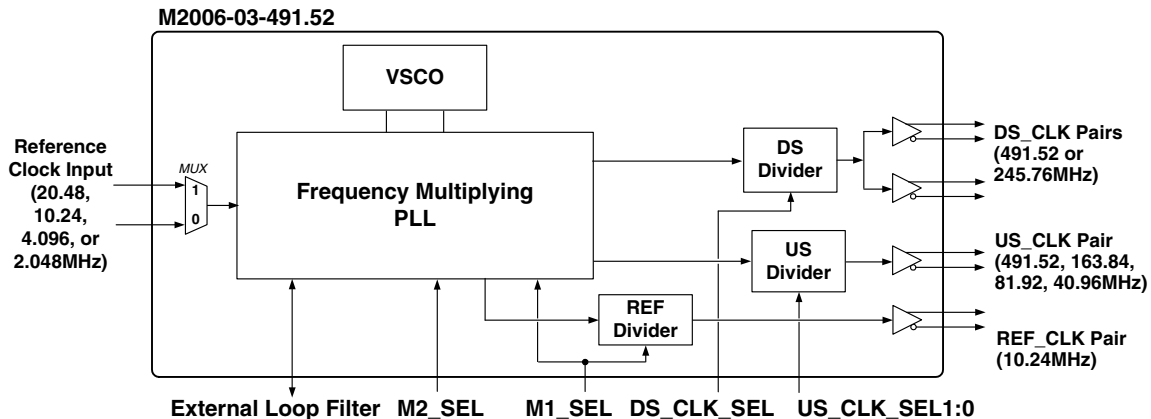 M2006-03-491.52
VSCO
Reference
Clock Input
(20.48,
10.24,
4.096, or
2.048MHz)
MUX
1
0
Frequency Multiplying
PLL
DS
Divider
DS_CLK Pairs
(491.52 or
245.76MHz)
US
Divider
US_CLK Pair
(491.52, 163.84,
81.92, 40.96MHz)
REF
Divider
REF_CLK Pair
(10.24MHz)
External Loop Filter M2_SEL M1_SEL DS_CLK_SEL US_CLK_SEL1:0